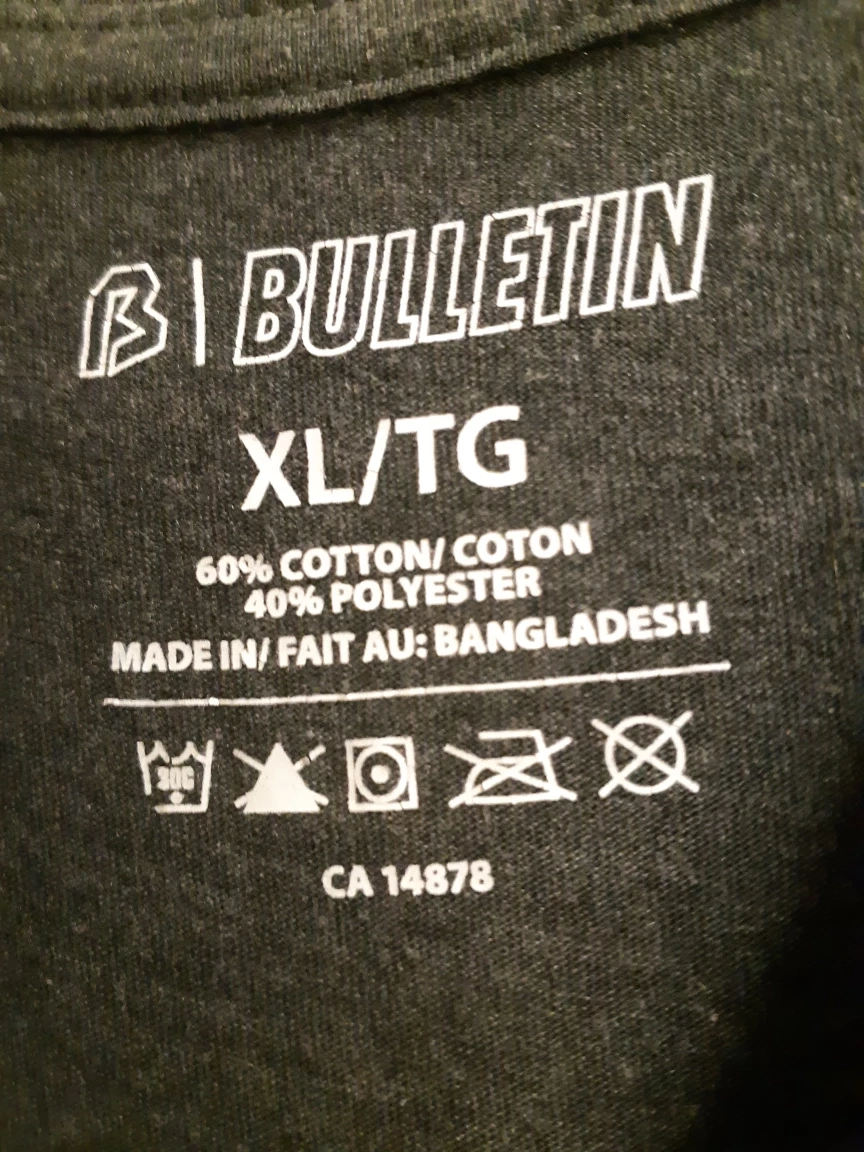 B | BULLETIN
XL/TG
60% COTTON/ COTON
40% POLYESTER
MADE IN/ FAIT AU: BANGLADESH
30C
CA 14878